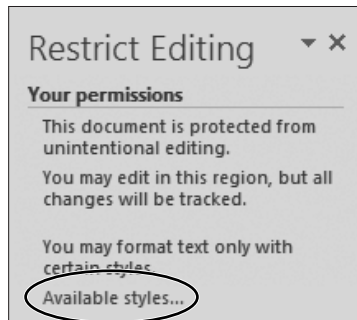 Restrict Editing
Your permissions
This document is protected from
unintentional editing.
You may edit in this region, but all
changes will be tracked.
You may format text only with
certain styles.
Available styles...